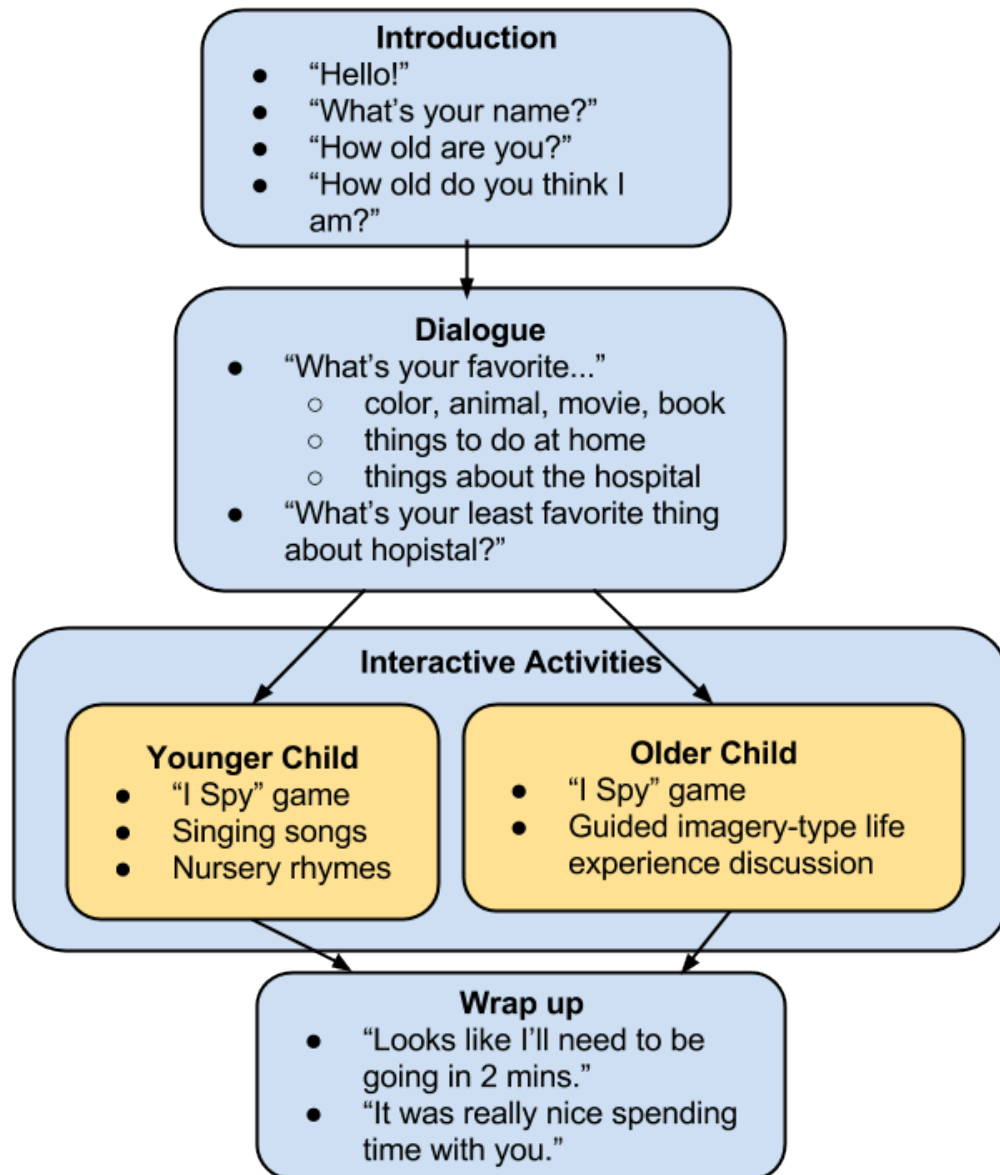 Introduction
● “Hello!”
● “What’s your name?”
● “How old are you?”
● “How old do you think I
am?”
Dialogue
● “What’s your favorite...”
○ color, animal, movie, book
○ things to do at home
○ things about the hospital
● “What’s your least favorite thing
about hopistal?”
Interactive Activities
Younger Child
● “I Spy” game
● Singing songs
● Nursery rhymes
Older Child
● “I Spy” game
● Guided imagery-type life
experience discussion
Wrap up
● “Looks like I’ll need to be
going in 2 mins.”
● “It was really nice spending
time with you.”